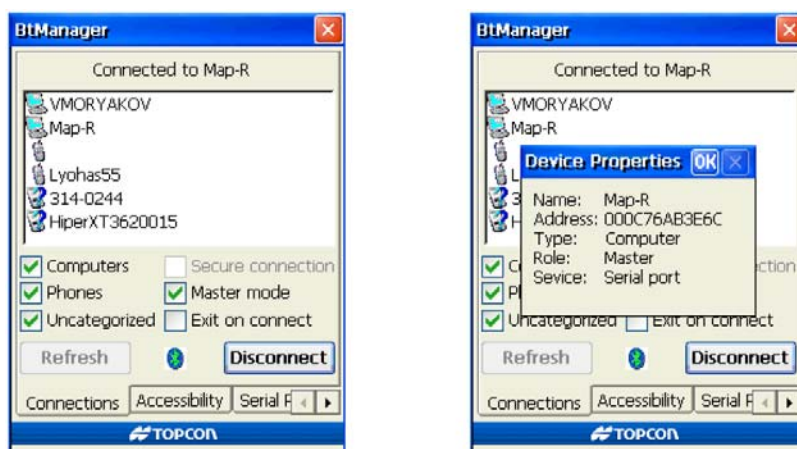 BtManager
Connected to Map-R
VMORYAKOV
Map-R
Lyohas55
314-0244
HiperXT3620015
Computers
Secure connection
Phones
Master mode
Uncategorized
Exit on connect
Refresh
Disconnect
Connections
Accessibility
Serial P
TOPCON
BtManager
Connected to Map-R
VMORYAKOV
Map-R
Device Properties OK
Name: Map-R
Address: 000C76AB3E6C
Type: Computer
Role: Master
Sevice: Serial port
Uncategorized
Exit on connect
Refresh
Disconnect
Connections
Accessibility
Serial P
TOPCON